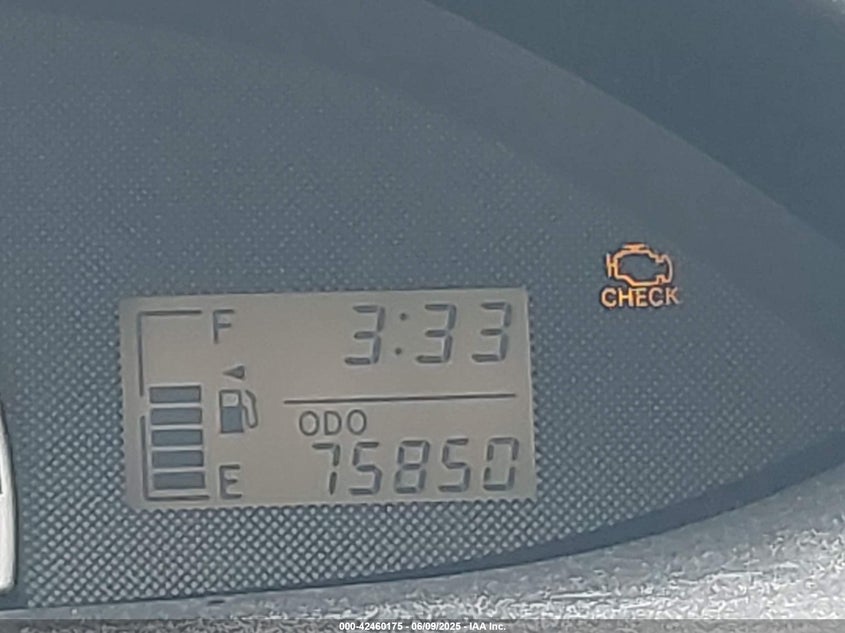 F 3:33
CHECK
ODO
E 75850
000-42460175 - 06/09/2025 - IAA Inc.